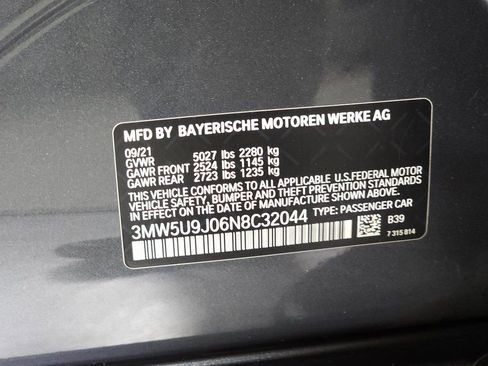 MFD BY BAYERISCHE MOTOREN WERKE AG
09/21
GVWR 5027 lbs 2280 kg
GAWR FRONT 2524 lbs 1145 kg
GAWR REAR 2723 lbs 1235 kg
THIS VEHICLE CONFORMS TO ALL APPLICABLE U.S.FEDERAL MOTOR
VEHICLE SAFETY, BUMPER, AND THEFT PREVENTION
STANDARDS IN EFFECT ON THE DATE OF MANUFACTURE SHOWN ABOVE.
3MW5U9J06N8C32044 TYPE: PASSENGER CAR
B39
7 315 814